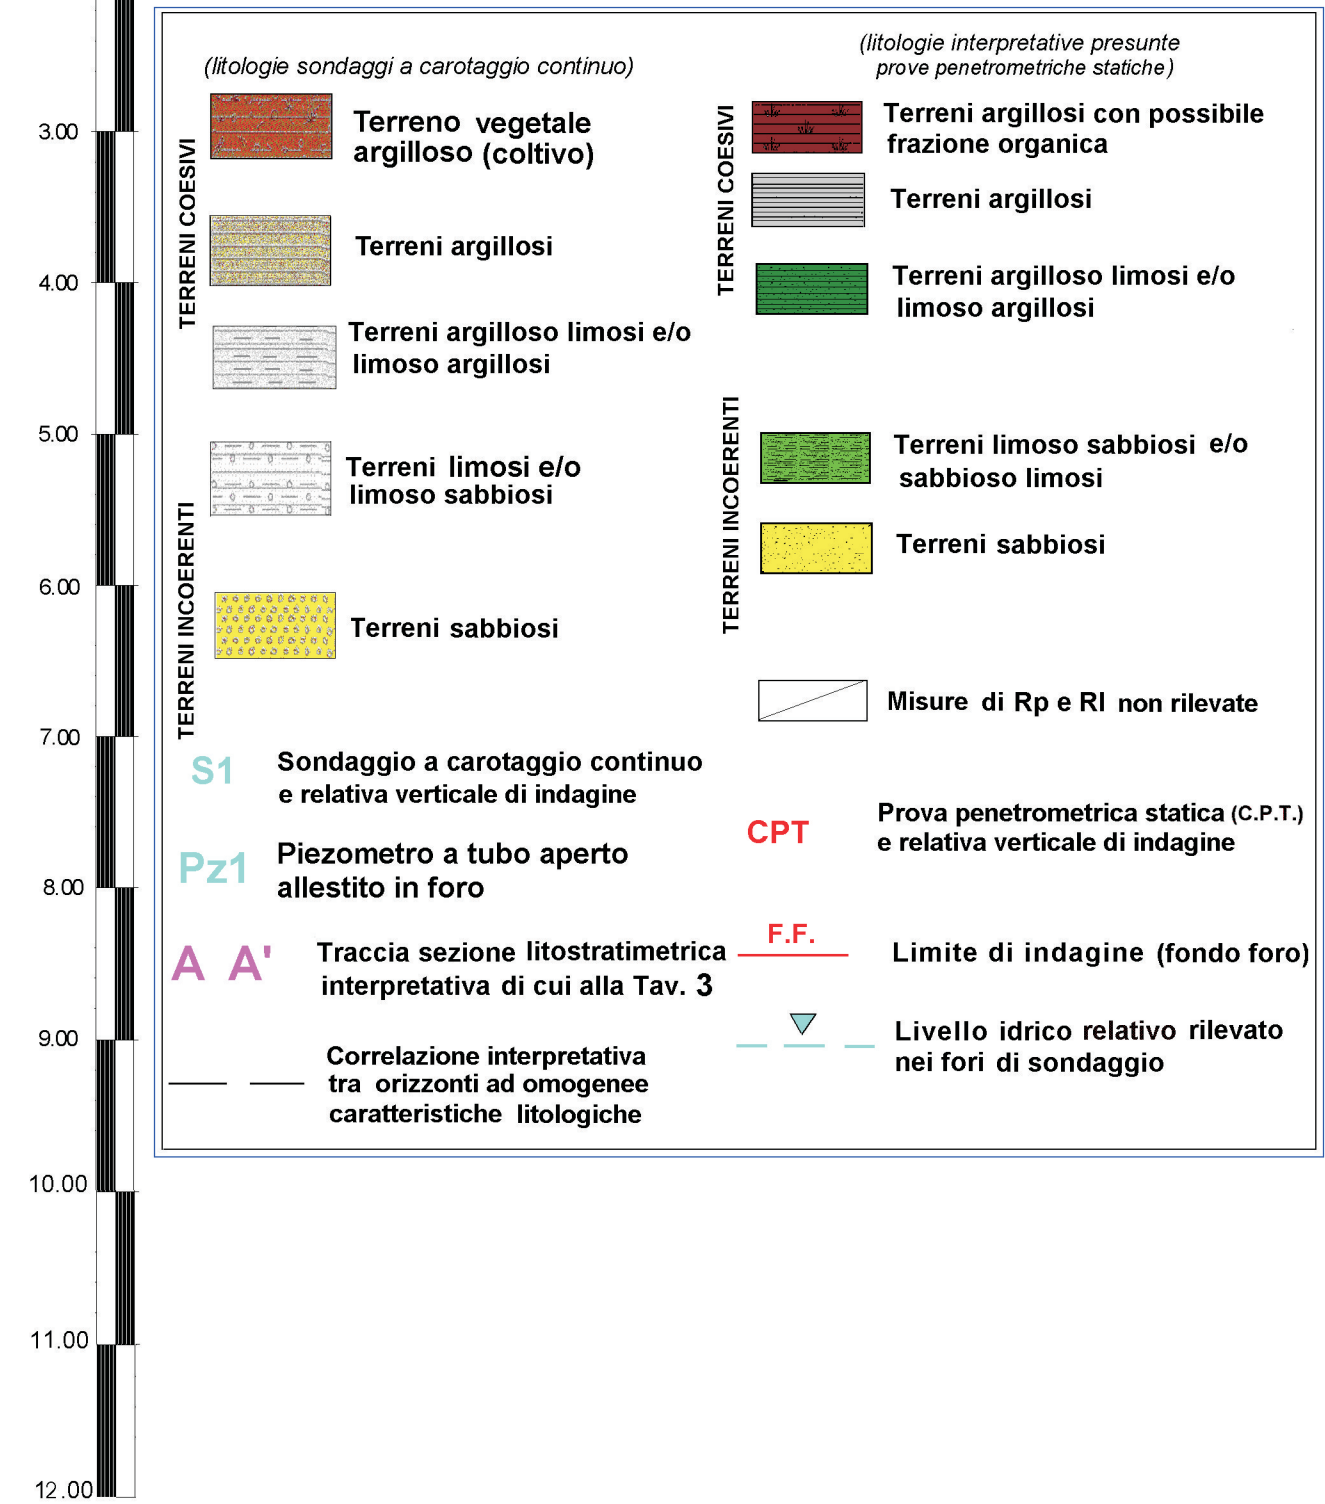 (litologie sondaggi a carotaggio continuo)
TERRENI COESIVI
Terreno vegetale
argilloso (coltivo)
Terreni argillosi
Terreni argilloso limosi e/o
limoso argillosi
TERRENI INCOERENTI
Terreni limosi e/o
limoso sabbiosi
Terreni sabbiosi
S1
Sondaggio a carotaggio continuo
e relativa verticale di indagine
Pz1
Piezometro a tubo aperto
allestito in foro
A A'
Traccia sezione litostratimetrica
interpretativa di cui alla Tav. 3
Correlazione interpretativa
tra orizzonti ad omogenee
caratteristiche litologiche
(litologie interpretative presunte
prove penetrometriche statiche)
TERRENI COESIVI
Terreni argillosi con possibile
frazione organica
Terreni argillosi
Terreni argilloso limosi e/o
limoso argillosi
TERRENI INCOERENTI
Terreni limoso sabbiosi e/o
sabbioso limosi
Terreni sabbiosi
Misure di Rp e Rl non rilevate
CPT
Prova penetrometrica statica (C.P.T.)
e relativa verticale di indagine
F.F.
Limite di indagine (fondo foro)
Livello idrico relativo rilevato
nei fori di sondaggio
3.00
4.00
5.00
6.00
7.00
8.00
9.00
10.00
11.00
12.00